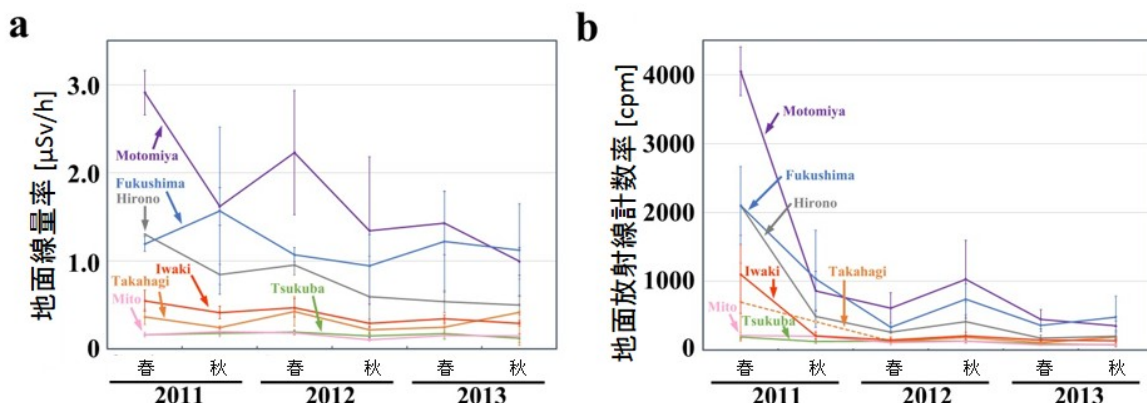 a
地面線量率 [μSv/h]
3.0
2.0
1.0
0
Motomiya
Fukushima
Hirono
Iwaki
Takahagi
Mito
Tsukuba
春 秋 春 秋 春 秋
2011 2012 2013
b
地面放射線計数率 [cpm]
4000
3000
2000
1000
0
Motomiya
Fukushima
Hirono
Iwaki
Takahagi
Mito
Tsukuba
春 秋 春 秋 春 秋
2011 2012 2013